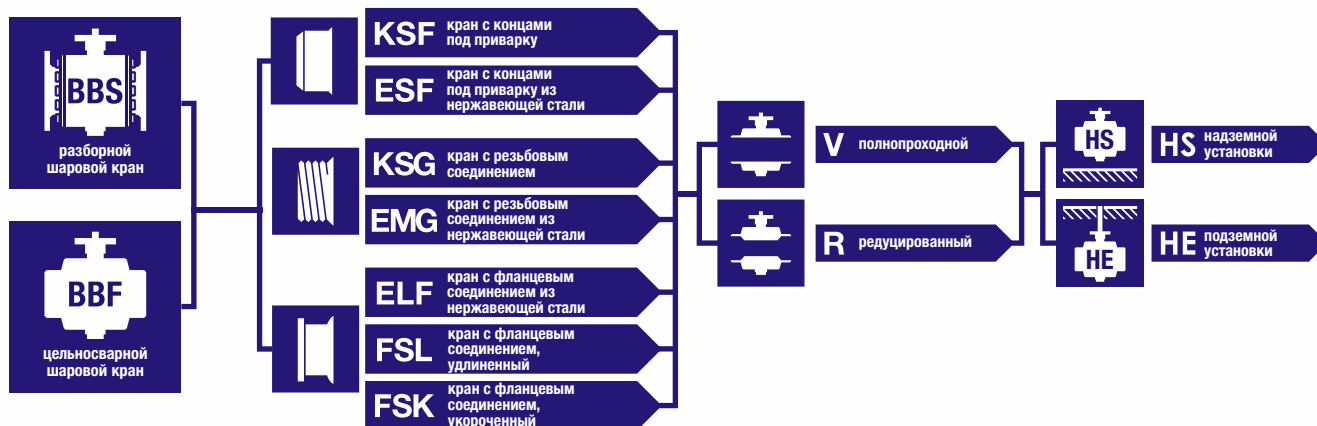 BBS
разборной
шаровой кран
BBF
цельносварной
шаровой кран
KSF
кран с концами
под приварку
ESF
кран с концами
под приварку из
нержавеющей стали
KSG
кран с резьбовым
соединением
EMG
кран с резьбовым
соединением из
нержавеющей стали
ELF
кран с фланцевым
соединением из
нержавеющей стали
FSL
кран с фланцевым
соединением,
удлиненный
FSK
кран с фланцевым
соединением,
укороченный
V
полнопроходной
R
редуцированный
HS
HS
надземной
установки
HE
HE
подземной
установки